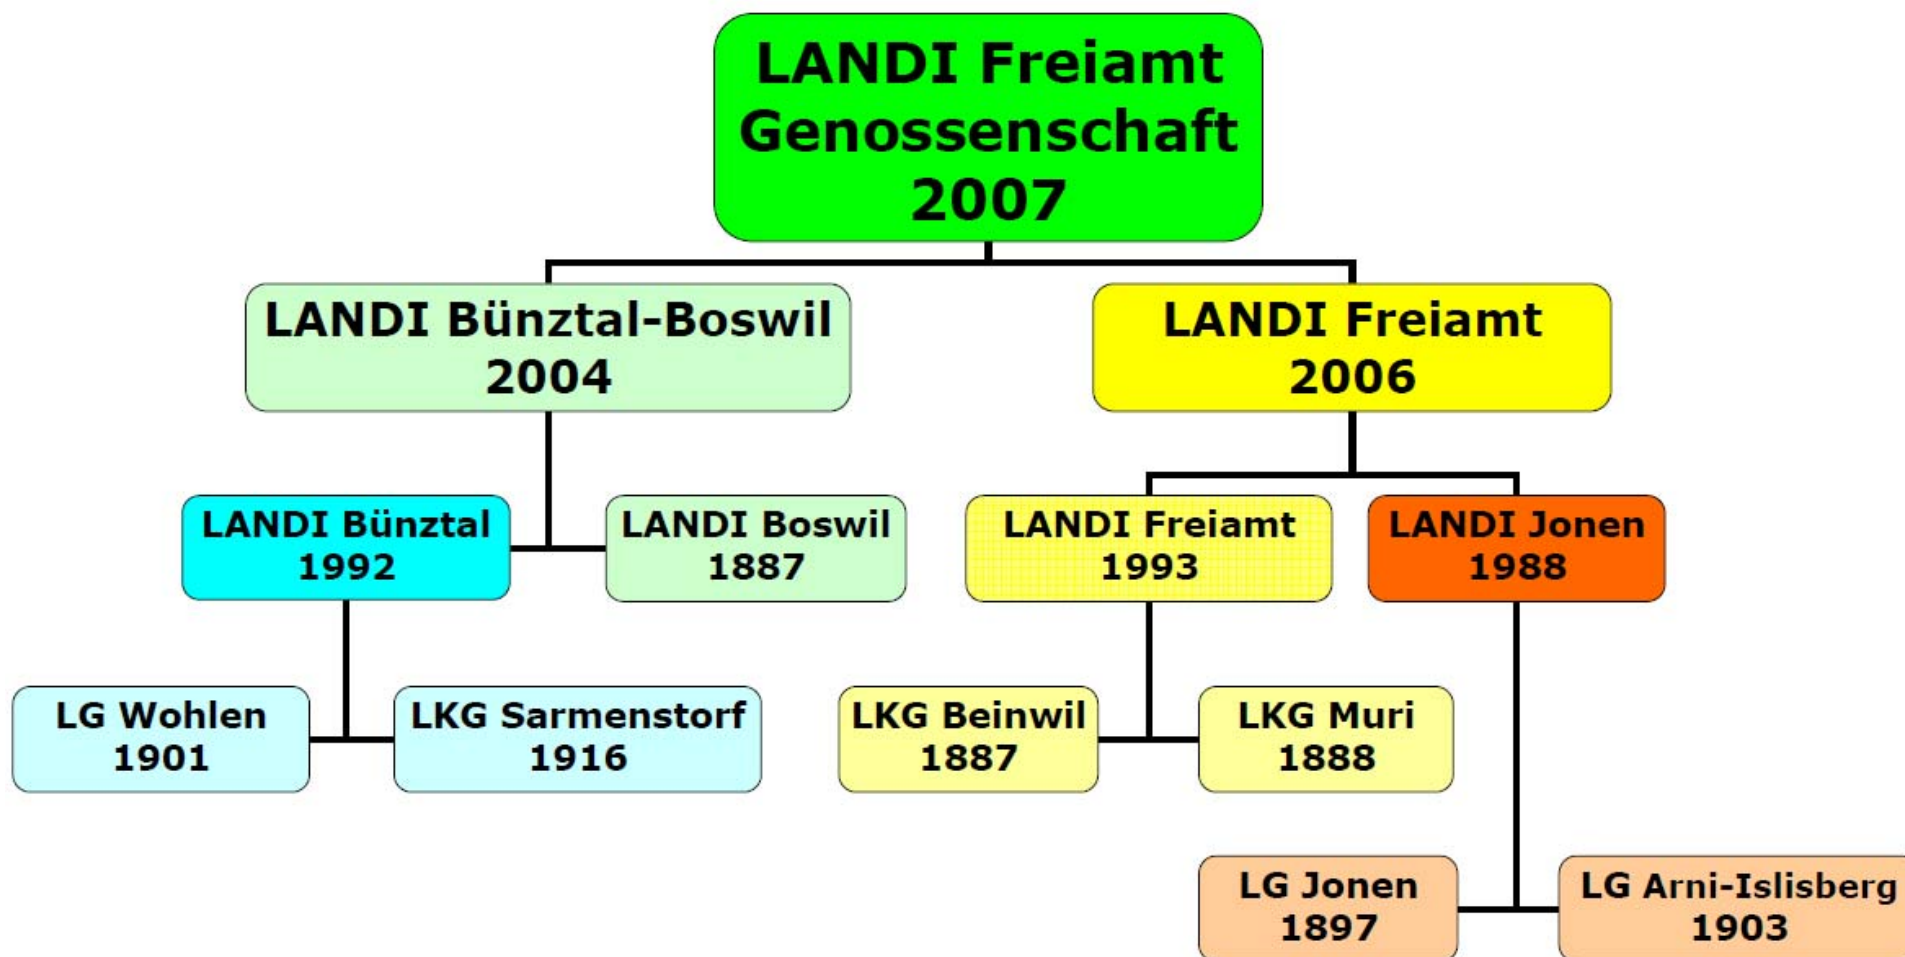 LANDI Freiamt
Genossenschaft
2007
LANDI Bünztal-Boswil
2004
LANDI Freiamt
2006
LANDI Bünztal
1992
LANDI Boswil
1887
LANDI Freiamt
1993
LANDI Jonen
1988
LG Wohlen
1901
LKG Sarmenstorf
1916
LKG Beinwil
1887
LKG Muri
1888
LG Jonen
1897
LG Arni-Islisberg
1903